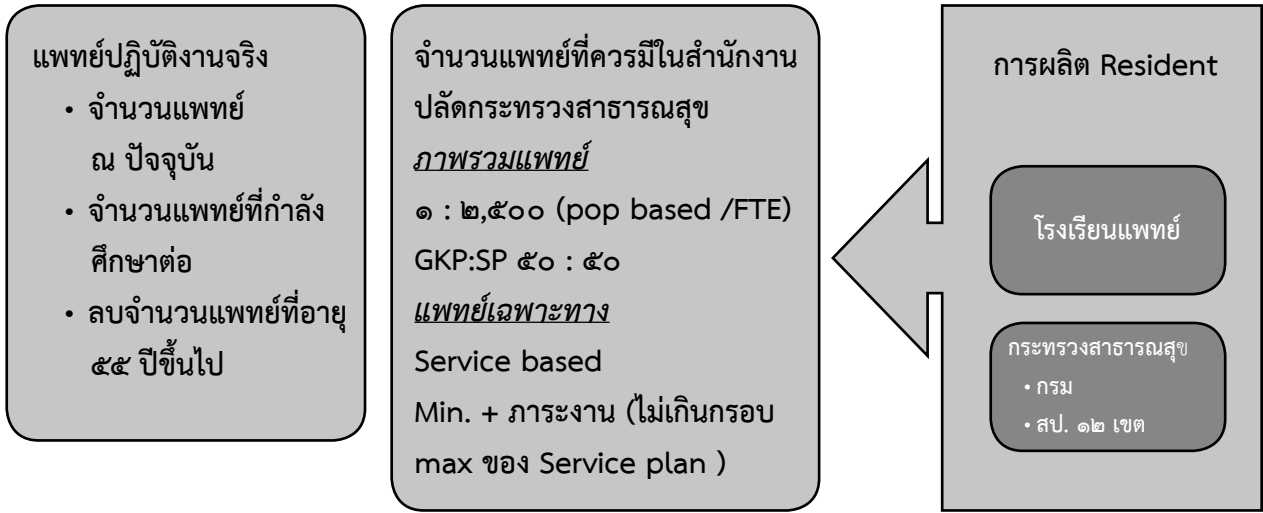 แพทย์ปฏิบัติงานจริง
• จำนวนแพทย์
ณ ปัจจุบัน
• จำนวนแพทย์ที่กำลัง
ศึกษาต่อ
• ลบจำนวนแพทย์ที่อายุ
๕๕ ปีขึ้นไป
จำนวนแพทย์ที่ควรมีในสำนักงาน
ปลัดกระทรวงสาธารณสุข
ภาพรวมแพทย์
๑ : ๒,๕๐๐ (pop based /FTE)
GKP:SP ๕๐ : ๕๐
แพทย์เฉพาะทาง
Service based
Min. + ภาระงาน (ไม่เกินกรอบ
max ของ Service plan )
การผลิต Resident
โรงเรียนแพทย์
กระทรวงสาธารณสุข
• กรม
• สป. ๑๒ เขต